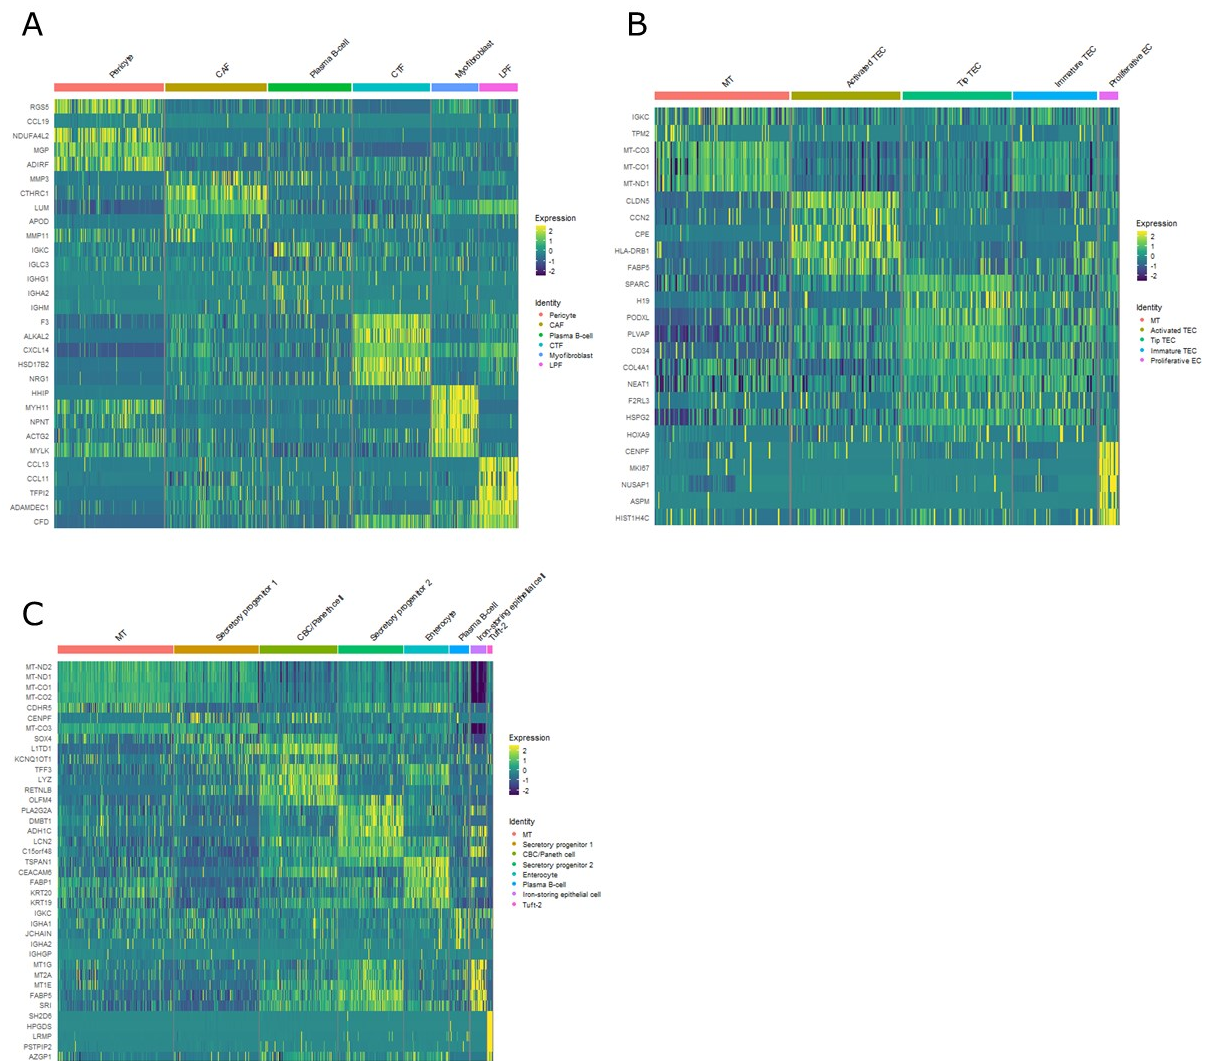 A
Pericyte
CAF
Plasma B-cell
CTF
Myofibroblast
LPF
RGS5
CCL19
NDUFA4L2
MGP
ADIRF
MMP3
CTHRC1
LUM
APOD
MMP11
IGKC
IGLC3
IGHG1
IGHA2
IGHM
F3
ALKAL2
CXCL14
HSD17B2
NRG1
HHIP
MYH11
NPNT
ACTG2
MYLK
CCL13
CCL11
TFPI2
ADAMDEC1
CFD
Expression
2
1
0
-1
-2
Identity
Pericyte
CAF
Plasma B-cell
CTF
Myofibroblast
LPF
B
MT
Activated TEC
Tip TEC
Immature TEC
Proliferative EC
IGKC
TPM2
MT-CO3
MT-CO1
MT-ND1
CLDN5
CCN2
CPE
HLA-DRB1
FABP5
SPARC
H19
PODXL
PLVAP
CD34
COL4A1
NEAT1
F2RL3
HSPG2
HOXA9
CENPF
MKI67
NUSAP1
ASPM
HIST1H4C
Expression
2
1
0
-1
-2
Identity
MT
Activated TEC
Tip TEC
Immature TEC
Proliferative EC
C
MT
Secretory progenitor 1
CBC/Paneth cell
Secretory progenitor 2
Enterocyte
Plasma B-cell
Iron-storing epithelial cell
Tuft-2
MT-ND2
MT-ND1
MT-CO1
MT-CO2
CDHR5
CENPF
MT-CO3
SOX4
L1TD1
KCNQ1OT1
TFF3
LYZ
RETNLB
OLFM4
PLA2G2A
DMBT1
ADH1C
LCN2
C15orf48
TSPAN1
CEACAM6
FABP1
KRT20
KRT19
IGKC
IGHA1
JCHAIN
IGHA2
IGHGP
MT1G
MT2A
MT1E
FABP5
SRI
SH2D6
HPGDS
LRMP
PSTPIP2
AZGP1
Expression
2
1
0
-1
-2
Identity
MT
Secretory progenitor 1
CBC/Paneth cell
Secretory progenitor 2
Enterocyte
Plasma B-cell
Iron-storing epithelial cell
Tuft-2